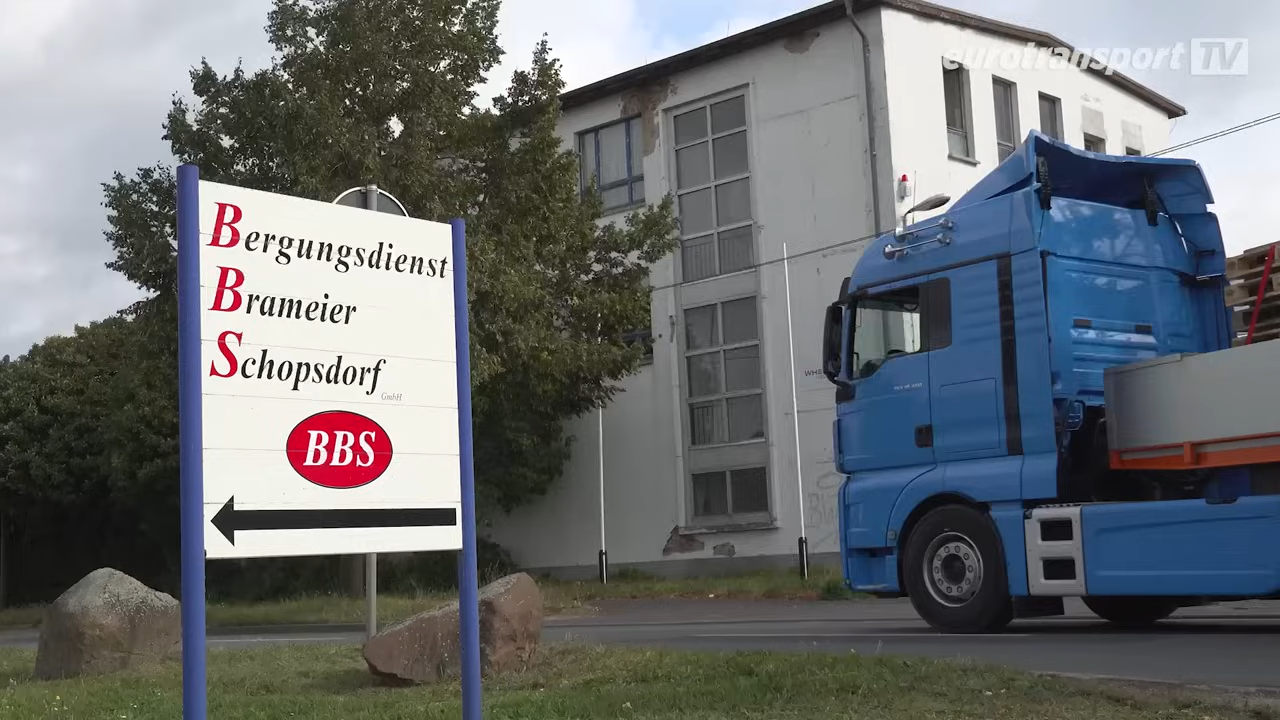 eurotransport TV
Bergungsdienst
Brameier
Schopsdorf
GmbH
BBS